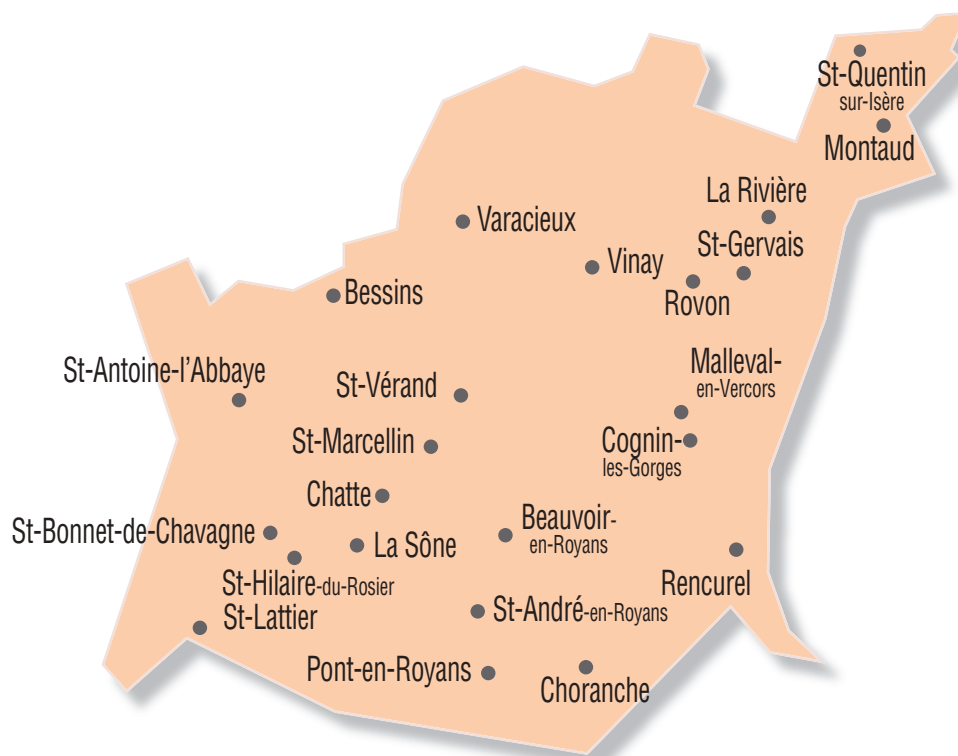 St-Quentin
sur-Isère
Montaud
La Rivière
Varacieux
St-Gervais
Vinay
Rovon
Bessins
Malleval-
en-Vercors
St-Antoine-l'Abbaye
St-Vérand
St-Marcellin
Cognin-
les-Gorges
Chatte
St-Bonnet-de-Chavagne
La Sône
Beauvoir-
en-Royans
St-Hilaire-du-Rosier
Rencurel
St-Lattier
St-André-en-Royans
Pont-en-Royans
Choranche